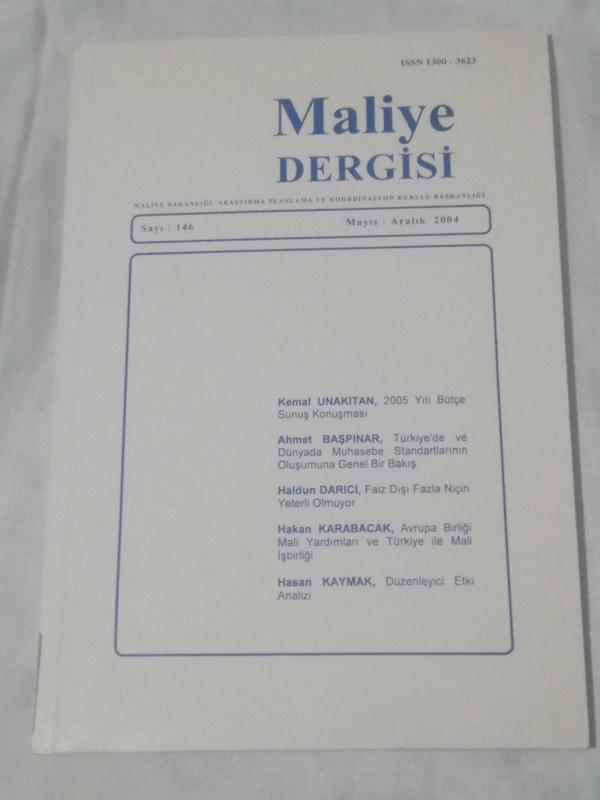 ISSN 1300 - 3623
Maliye
DERGİSİ
MALİYE BAKANLIĞI, ARAŞTIRMA PLANLAMA VE KOORDİNASYON KURULU BAŞKANLIĞI
Sayı : 146 Mayıs - Aralık 2004
Kemal UNAKITAN, 2005 Yılı Bütçe
Sunuş Konuşması
Ahmet BAŞPINAR, Türkiye'de ve
Dünyada Muhasebe Standartlarının
Oluşumuna Genel Bir Bakış
Haldun DARICI, Faiz Dışı Fazla Niçin
Yeterli Olmuyor
Hakan KARABACAK, Avrupa Birliği
Mali Yardımları ve Türkiye ile Mali
İşbirliği
Hasan KAYMAK, Düzenleyici Etki
Analizi